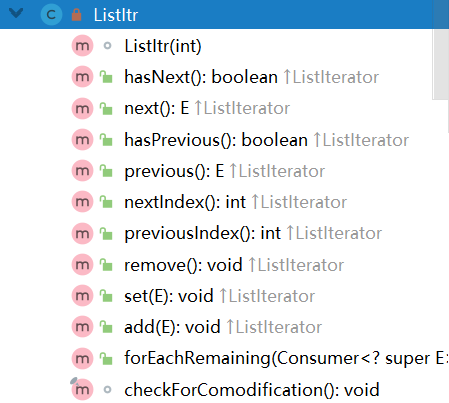 ListItr
ListItr(int)
hasNext(): boolean ↑ListIterator
next(): E ↑ListIterator
hasPrevious(): boolean ↑ListIterator
previous(): E ↑ListIterator
nextIndex(): int ↑ListIterator
previousIndex(): int ↑ListIterator
remove(): void ↑ListIterator
set(E): void ↑ListIterator
add(E): void ↑ListIterator
forEachRemaining(Consumer<? super E>
checkForComodification(): void